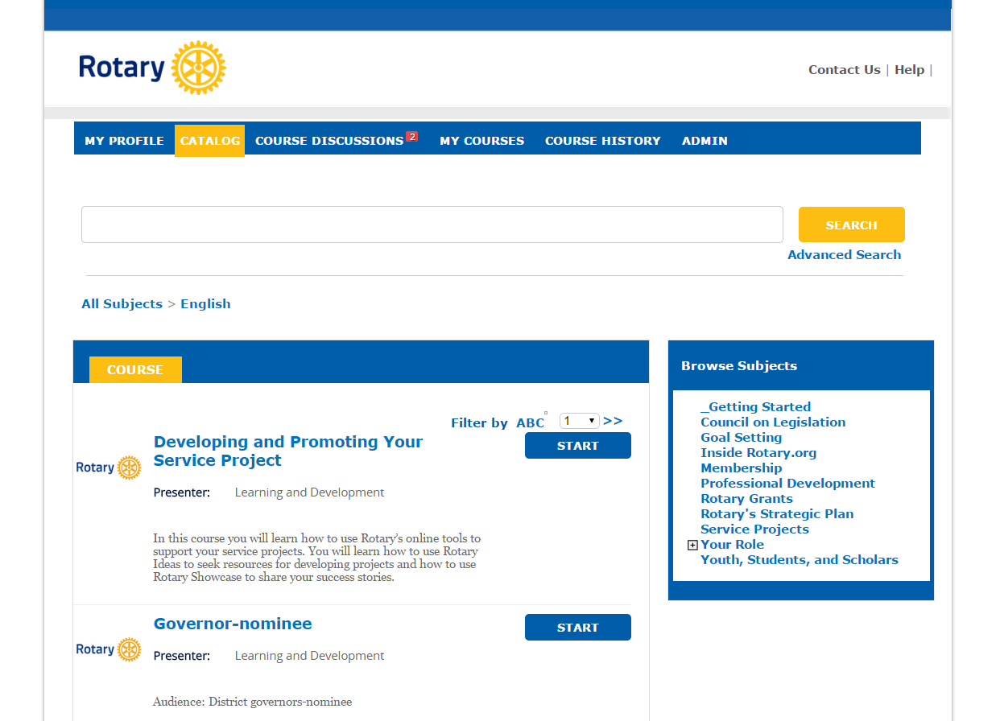 Rotary
Contact Us | Help |
MY PROFILE CATALOG COURSE DISCUSSIONS 2 MY COURSES COURSE HISTORY ADMIN
SEARCH
Advanced Search
All Subjects > English
COURSE
Filter by ABC 1 >>
Developing and Promoting Your
Service Project
START
Rotary
Presenter: Learning and Development
In this course you will learn how to use Rotary’s online tools to
support your service projects. You will learn how to use Rotary
Ideas to seek resources for developing projects and how to use
Rotary Showcase to share your success stories.
Governor-nominee
START
Rotary
Presenter: Learning and Development
Audience: District governors-nominee
Browse Subjects
_Getting Started
Council on Legislation
Goal Setting
Inside Rotary.org
Membership
Professional Development
Rotary Grants
Rotary's Strategic Plan
Service Projects
Your Role
Youth, Students, and Scholars